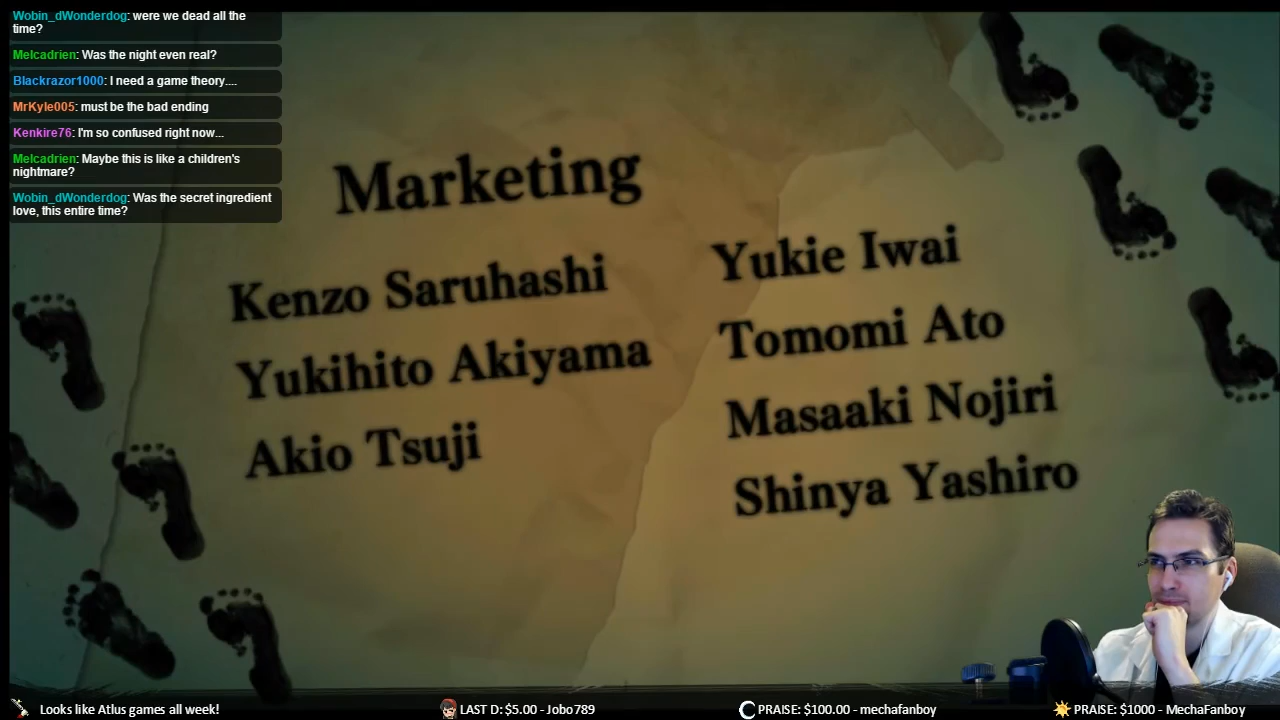 Wobin_dWonderdog: were we dead all the
time?
Melcadrien: Was the night even real?
Blackrazor1000: I need a game theory....
MrKyle005: must be the bad ending
Kenkire76: I'm so confused right now...
Melcadrien: Maybe this is like a children's
nightmare?
Wobin_dWonderdog: Was the secret ingredient
love, this entire time?
Marketing
Kenzo Saruhashi
Yukihito Akiyama
Akio Tsuji
Yukie Iwai
Tomomi Ato
Masaaki Nojiri
Shinya Yashiro
Looks like Atlus games all week!
LAST D: $5.00 - Jobo789
PRAISE: $100.00 - mechafanboy
PRAISE: $1000 - MechaFanboy